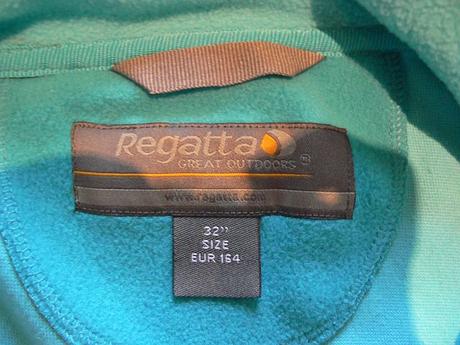 Regatta
GREAT OUTDOORS ®
www.regatta.com
32"
SIZE
EUR 164